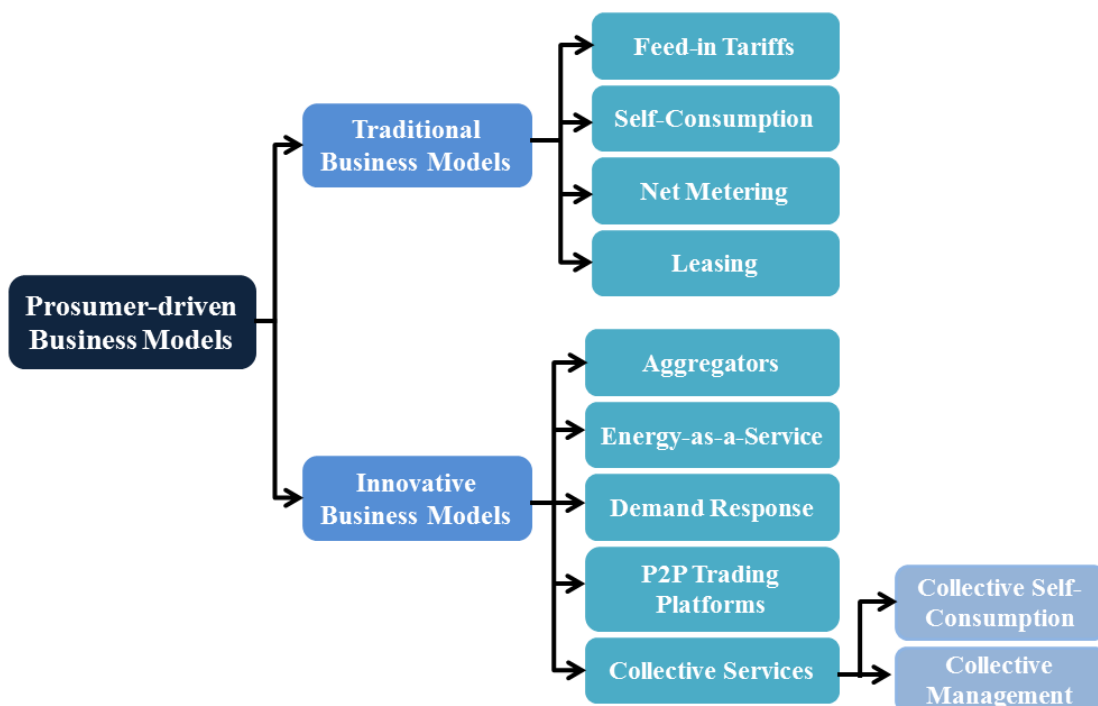 Prosumer-driven
Business Models
Traditional
Business Models
Feed-in Tariffs
Self-Consumption
Net Metering
Leasing
Innovative
Business Models
Aggregators
Energy-as-a-Service
Demand Response
P2P Trading
Platforms
Collective Services
Collective Self-
Consumption
Collective
Management